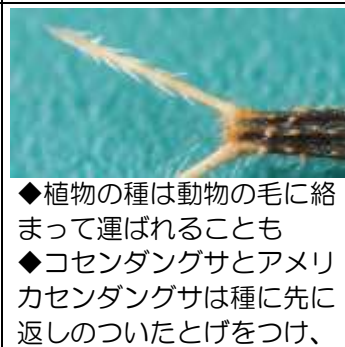 ◆植物の種は動物の毛に絡
まって運ばれることも
◆コセンダングサとアメリ
カセンダングサは種に先に
返しのついたとげをつけ、